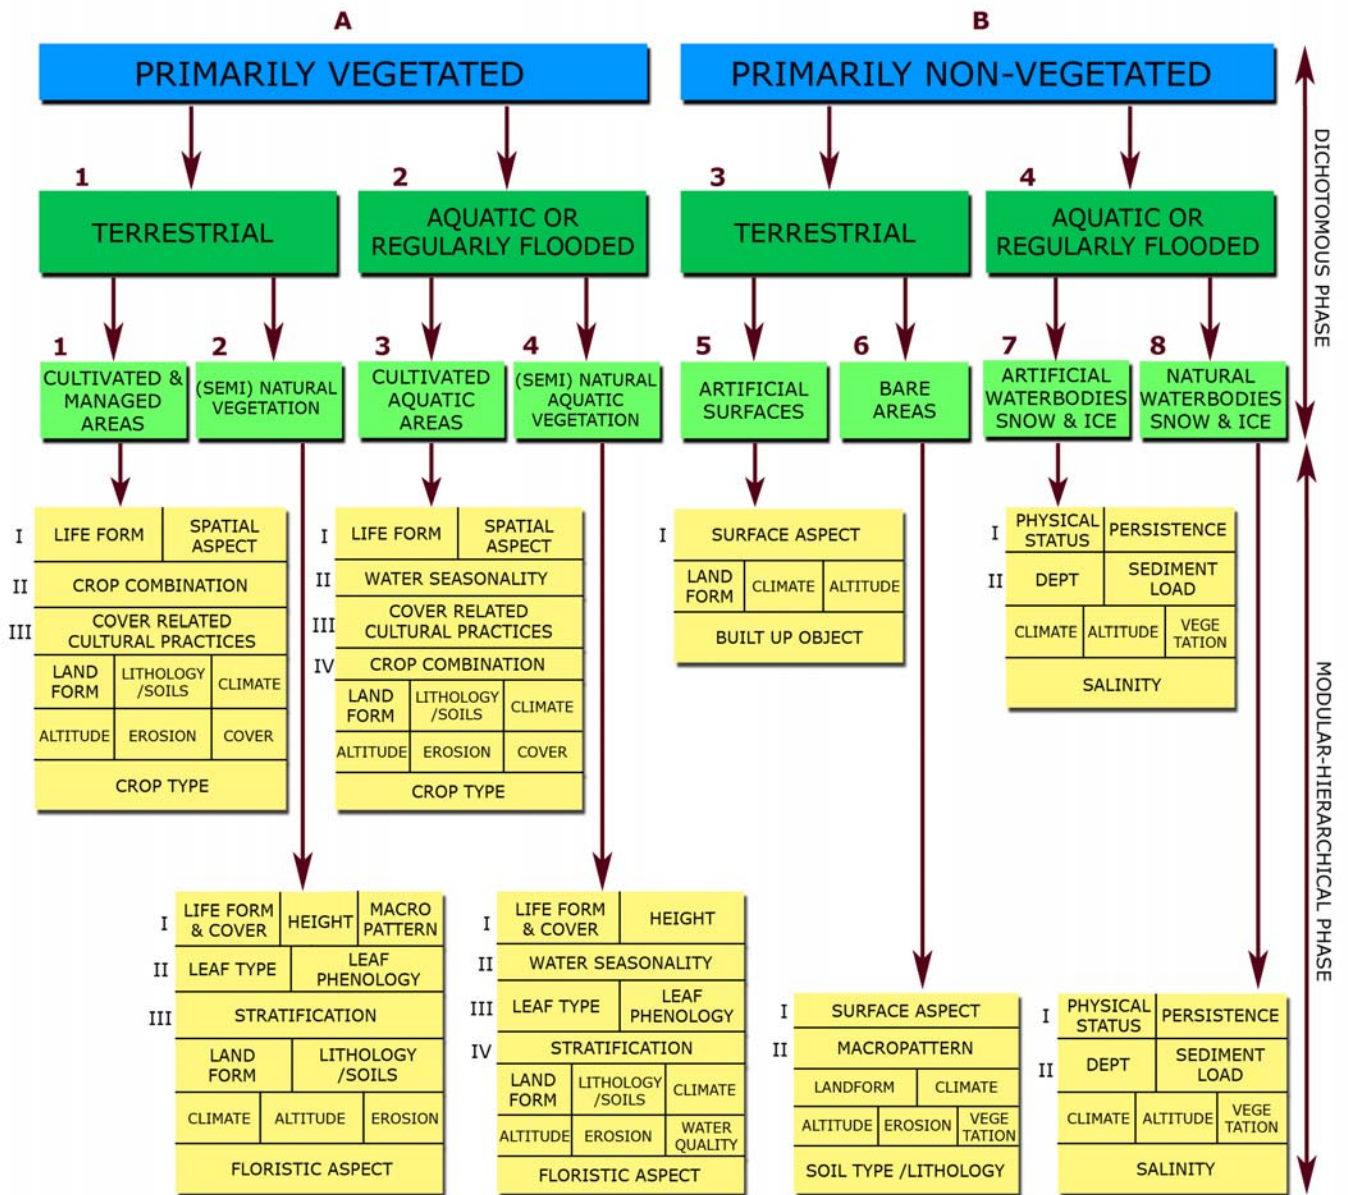 A
B
PRIMARILY VEGETATED
PRIMARILY NON-VEGETATED
DICHOTOMOUS PHASE
1
2
3
4
TERRESTRIAL
AQUATIC OR
REGULARLY FLOODED
TERRESTRIAL
AQUATIC OR
REGULARLY FLOODED
1
2
3
4
5
6
7
8
CULTIVATED &
MANAGED
AREAS
(SEMI) NATURAL
VEGETATION
CULTIVATED
AQUATIC
AREAS
(SEMI) NATURAL
AQUATIC
VEGETATION
ARTIFICIAL
SURFACES
BARE
AREAS
ARTIFICIAL
WATERBODIES
SNOW & ICE
NATURAL
WATERBODIES
SNOW & ICE
MODULAR-HIERARCHICAL PHASE
I
LIFE FORM
SPATIAL
ASPECT
II
CROP COMBINATION
III
COVER RELATED
CULTURAL PRACTICES
LAND
FORM
LITHOLOGY
/SOILS
CLIMATE
ALTITUDE
EROSION
COVER
CROP TYPE
I
LIFE FORM
SPATIAL
ASPECT
II
WATER SEASONALITY
III
COVER RELATED
CULTURAL PRACTICES
IV
CROP COMBINATION
LAND
FORM
LITHOLOGY
/SOILS
CLIMATE
ALTITUDE
EROSION
COVER
CROP TYPE
I
SURFACE ASPECT
LAND
FORM
CLIMATE
ALTITUDE
BUILT UP OBJECT
I
PHYSICAL
STATUS
PERSISTENCE
II
DEPT
SEDIMENT
LOAD
CLIMATE
ALTITUDE
VEGE
TATION
SALINITY
I
LIFE FORM
& COVER
HEIGHT
MACRO
PATTERN
II
LEAF TYPE
LEAF
PHENOLOGY
III
STRATIFICATION
LAND
FORM
LITHOLOGY
/SOILS
CLIMATE
ALTITUDE
EROSION
FLORISTIC ASPECT
I
LIFE FORM
& COVER
HEIGHT
II
WATER SEASONALITY
III
LEAF TYPE
LEAF
PHENOLOGY
IV
STRATIFICATION
LAND
FORM
LITHOLOGY
/SOILS
CLIMATE
ALTITUDE
EROSION
WATER
QUALITY
FLORISTIC ASPECT
I
SURFACE ASPECT
II
MACROPATTERN
LANDFORM
CLIMATE
ALTITUDE
EROSION
VEGE
TATION
SOIL TYPE /LITHOLOGY
I
PHYSICAL
STATUS
PERSISTENCE
II
DEPT
SEDIMENT
LOAD
CLIMATE
ALTITUDE
VEGE
TATION
SALINITY